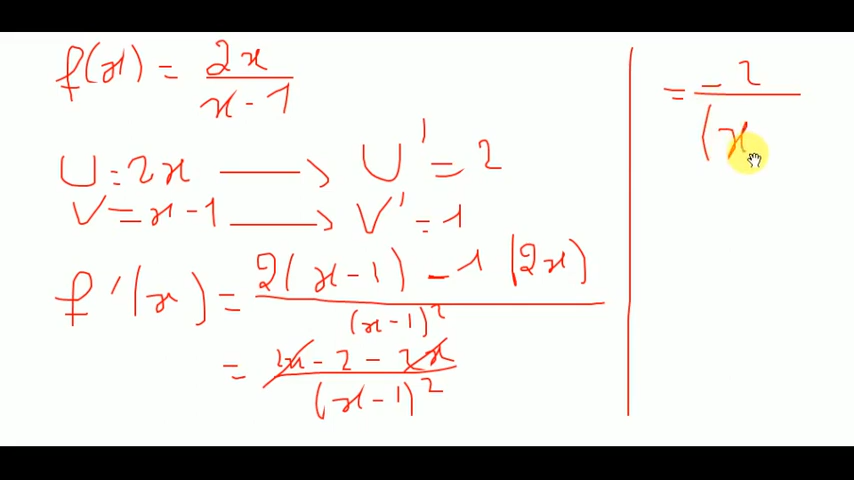 f(x) = 2x / x - 1
U = 2x ⟶ U' = 2
V = x - 1 ⟶ V' = 1
f'(x) = 2(x - 1) - 1 (2x) / (x - 1)²
= 2x - 2 - 2x / (x - 1)²
= - 2 / (x